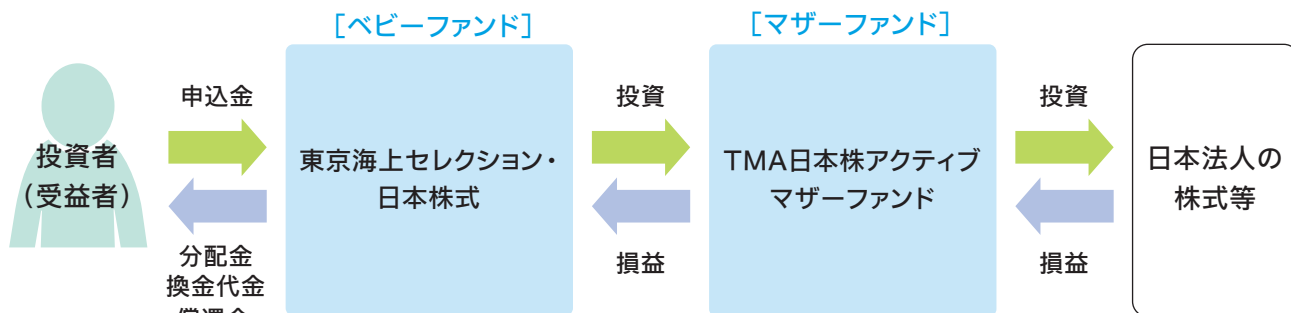 [ベビーファンド]
[マザーファンド]
申込金
投資
投資
投資者
(受益者)
東京海上セレクション・
日本株式
TMA日本株アクティブ
マザーファンド
日本法人の
株式等
分配金
換金代金
損益
損益